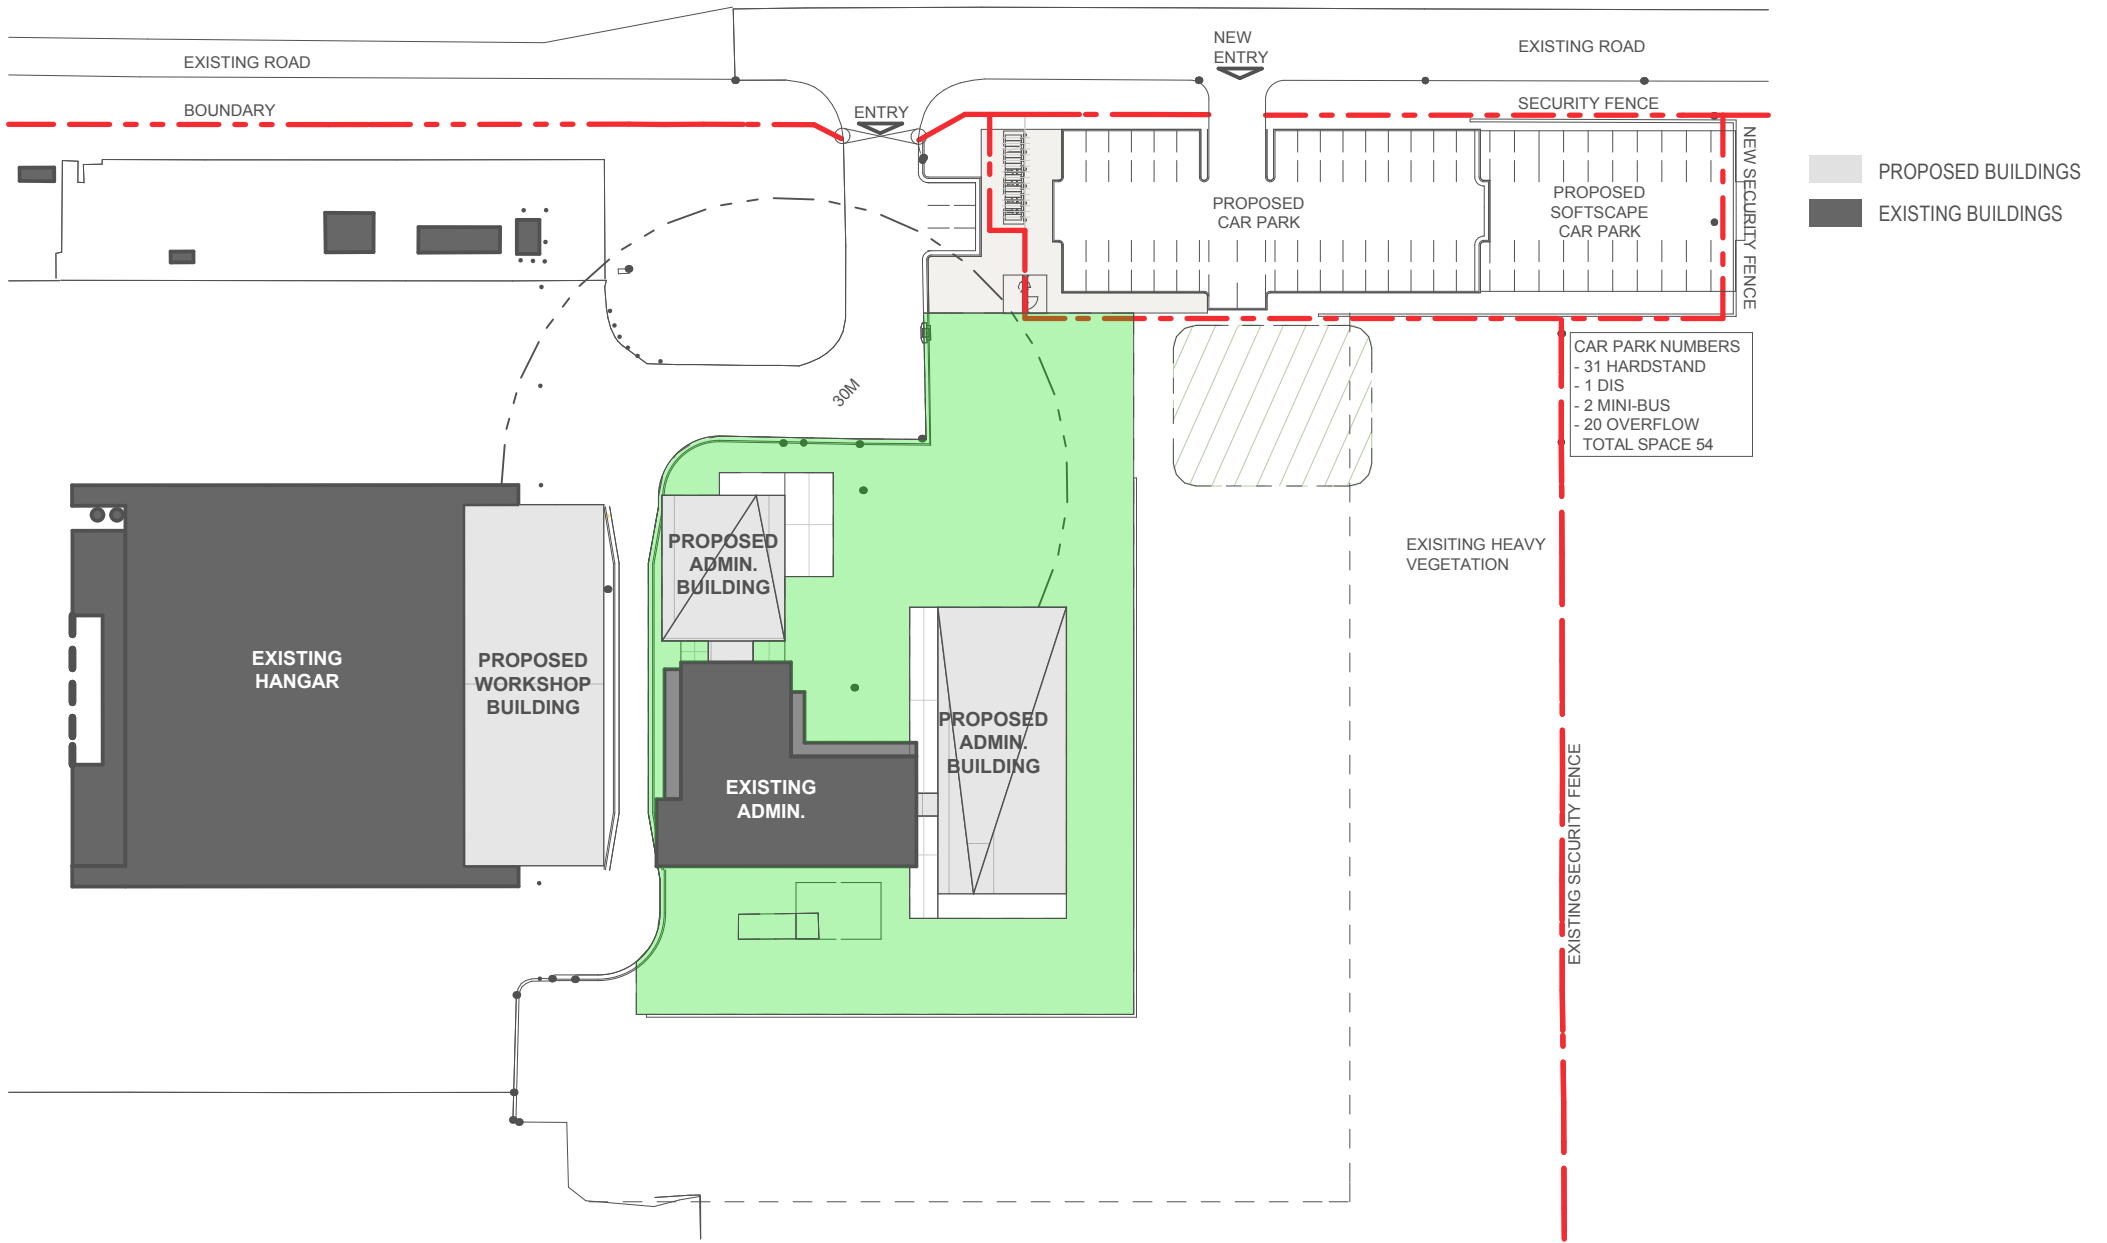 NEW
ENTRY
EXISTING ROAD
EXISTING ROAD
BOUNDARY
ENTRY
SECURITY FENCE
NEW SECURITY FENCE
PROPOSED BUILDINGS
EXISTING BUILDINGS
PROPOSED
CAR PARK
PROPOSED
SOFTSCAPE
CAR PARK
CAR PARK NUMBERS
- 31 HARDSTAND
- 1 DIS
- 2 MINI-BUS
- 20 OVERFLOW
TOTAL SPACE 54
30M
PROPOSED
ADMIN.
BUILDING
EXISITING HEAVY
VEGETATION
EXISTING
HANGAR
PROPOSED
WORKSHOP
BUILDING
PROPOSED
ADMIN.
BUILDING
EXISTING
ADMIN.
EXISTING SECURITY FENCE